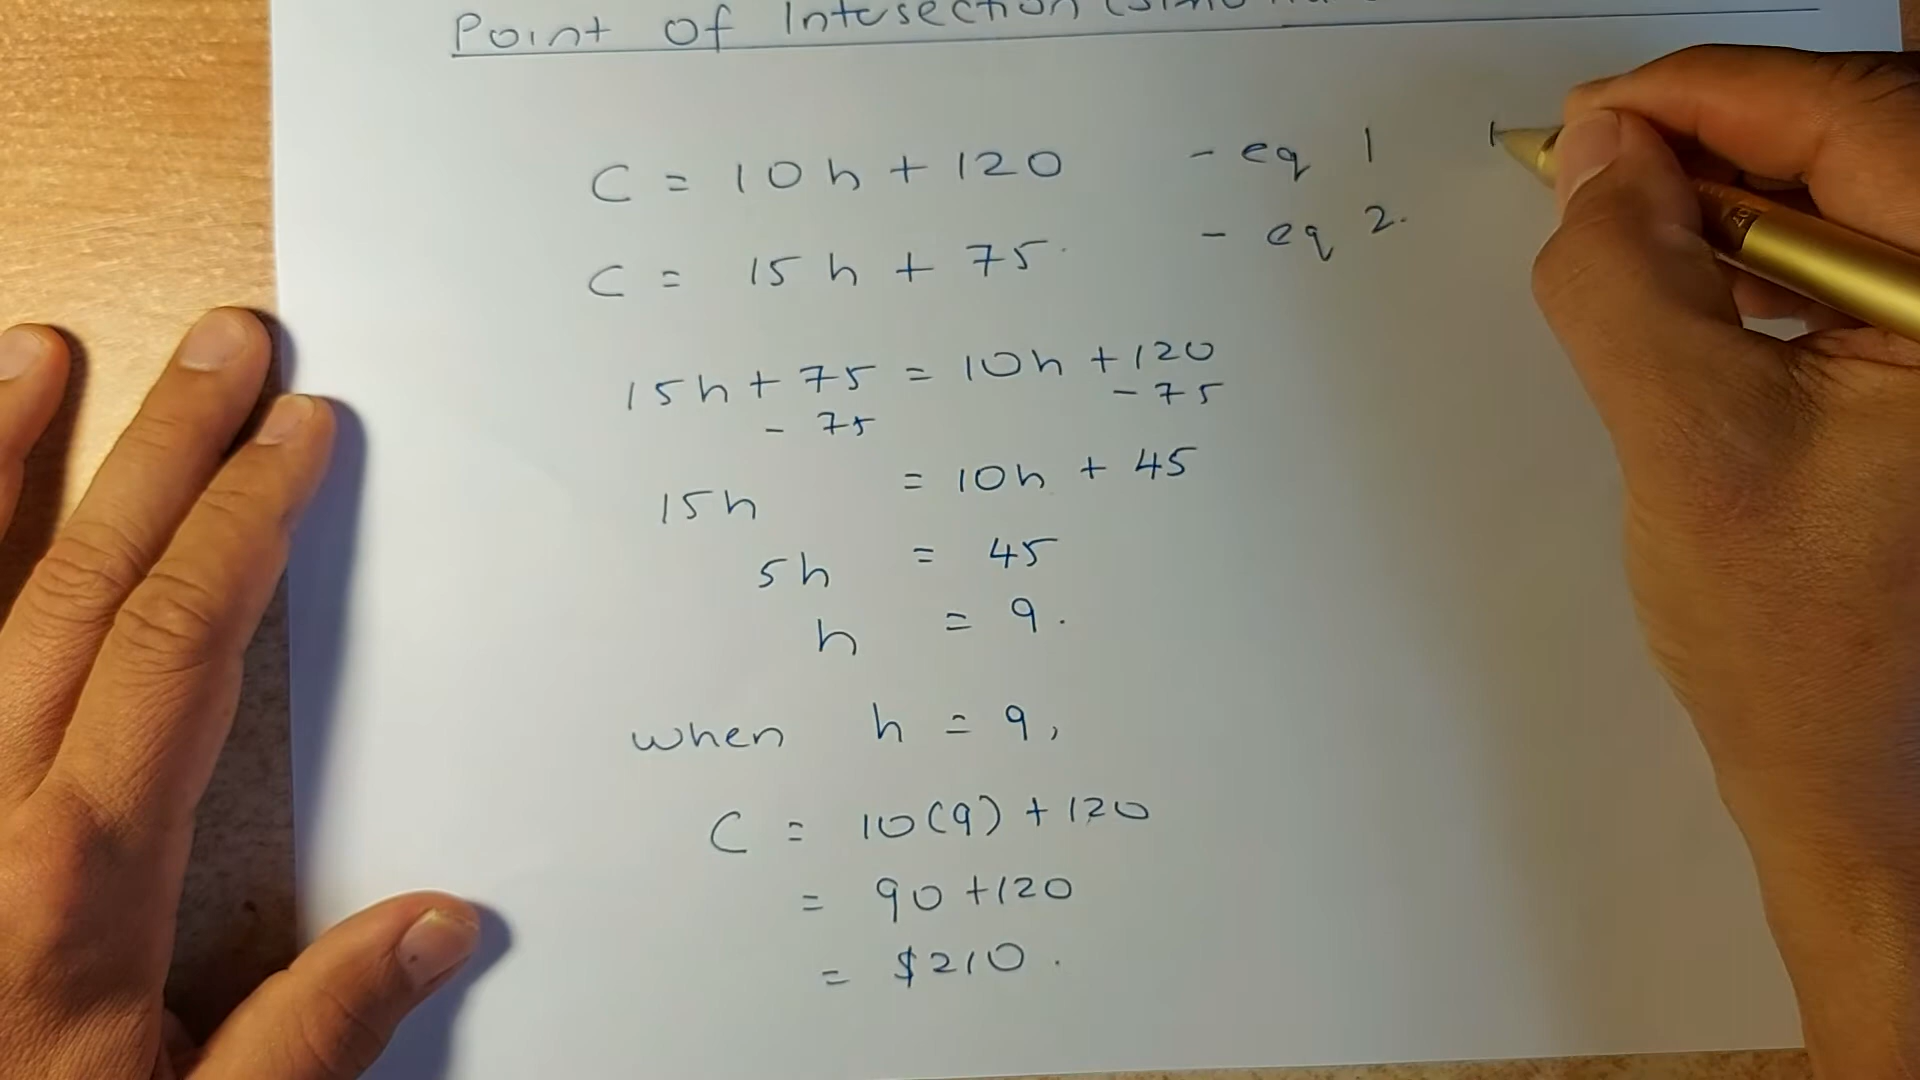 Point of Intersection
C = 10h + 120 - eq 1
C = 15h + 75. - eq 2.
15h + 75 = 10h + 120
- 75 - 75
15h = 10h + 45
5h = 45
h = 9.
when h = 9,
C = 10(9) + 120
= 90 + 120
= $210.